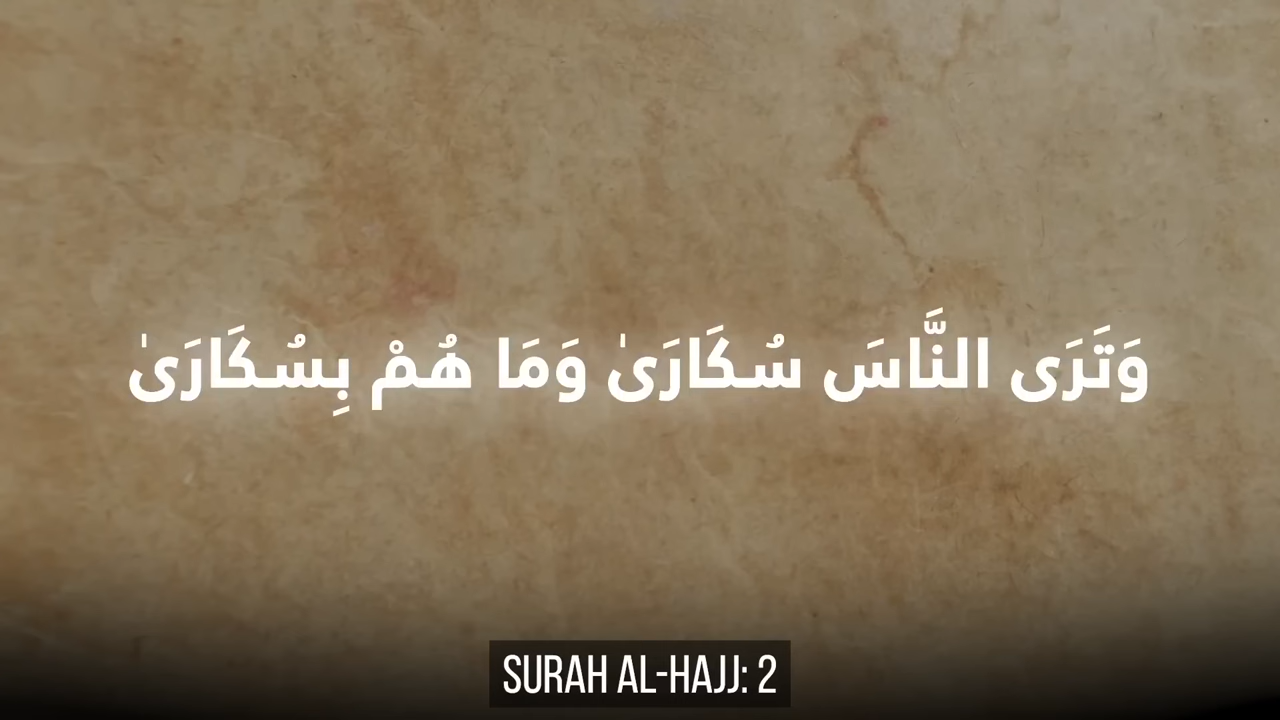 وَتَرَى النَّاسَ سُكَارَىٰ وَمَا هُمْ بِسُكَارَىٰ
SURAH AL-HAJJ: 2